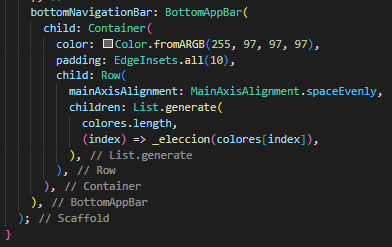 bottomNavigationBar: BottomAppBar(
child: Container(
color: Color.fromARGB(255, 97, 97, 97),
padding: EdgeInsets.all(10),
child: Row(
mainAxisAlignment: MainAxisAlignment.spaceEvenly,
children: List.generate(
colores.length,
(index) => _eleccion(colores[index]),
), // List.generate
), // Row
), // Container
), // BottomAppBar
); // Scaffold
}